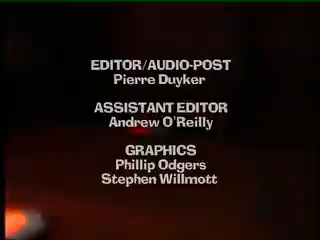 EDITOR/AUDIO-POST
Pierre Duyker
ASSISTANT EDITOR
Andrew O'Reilly
GRAPHICS
Phillip Odgers
Stephen Willmott